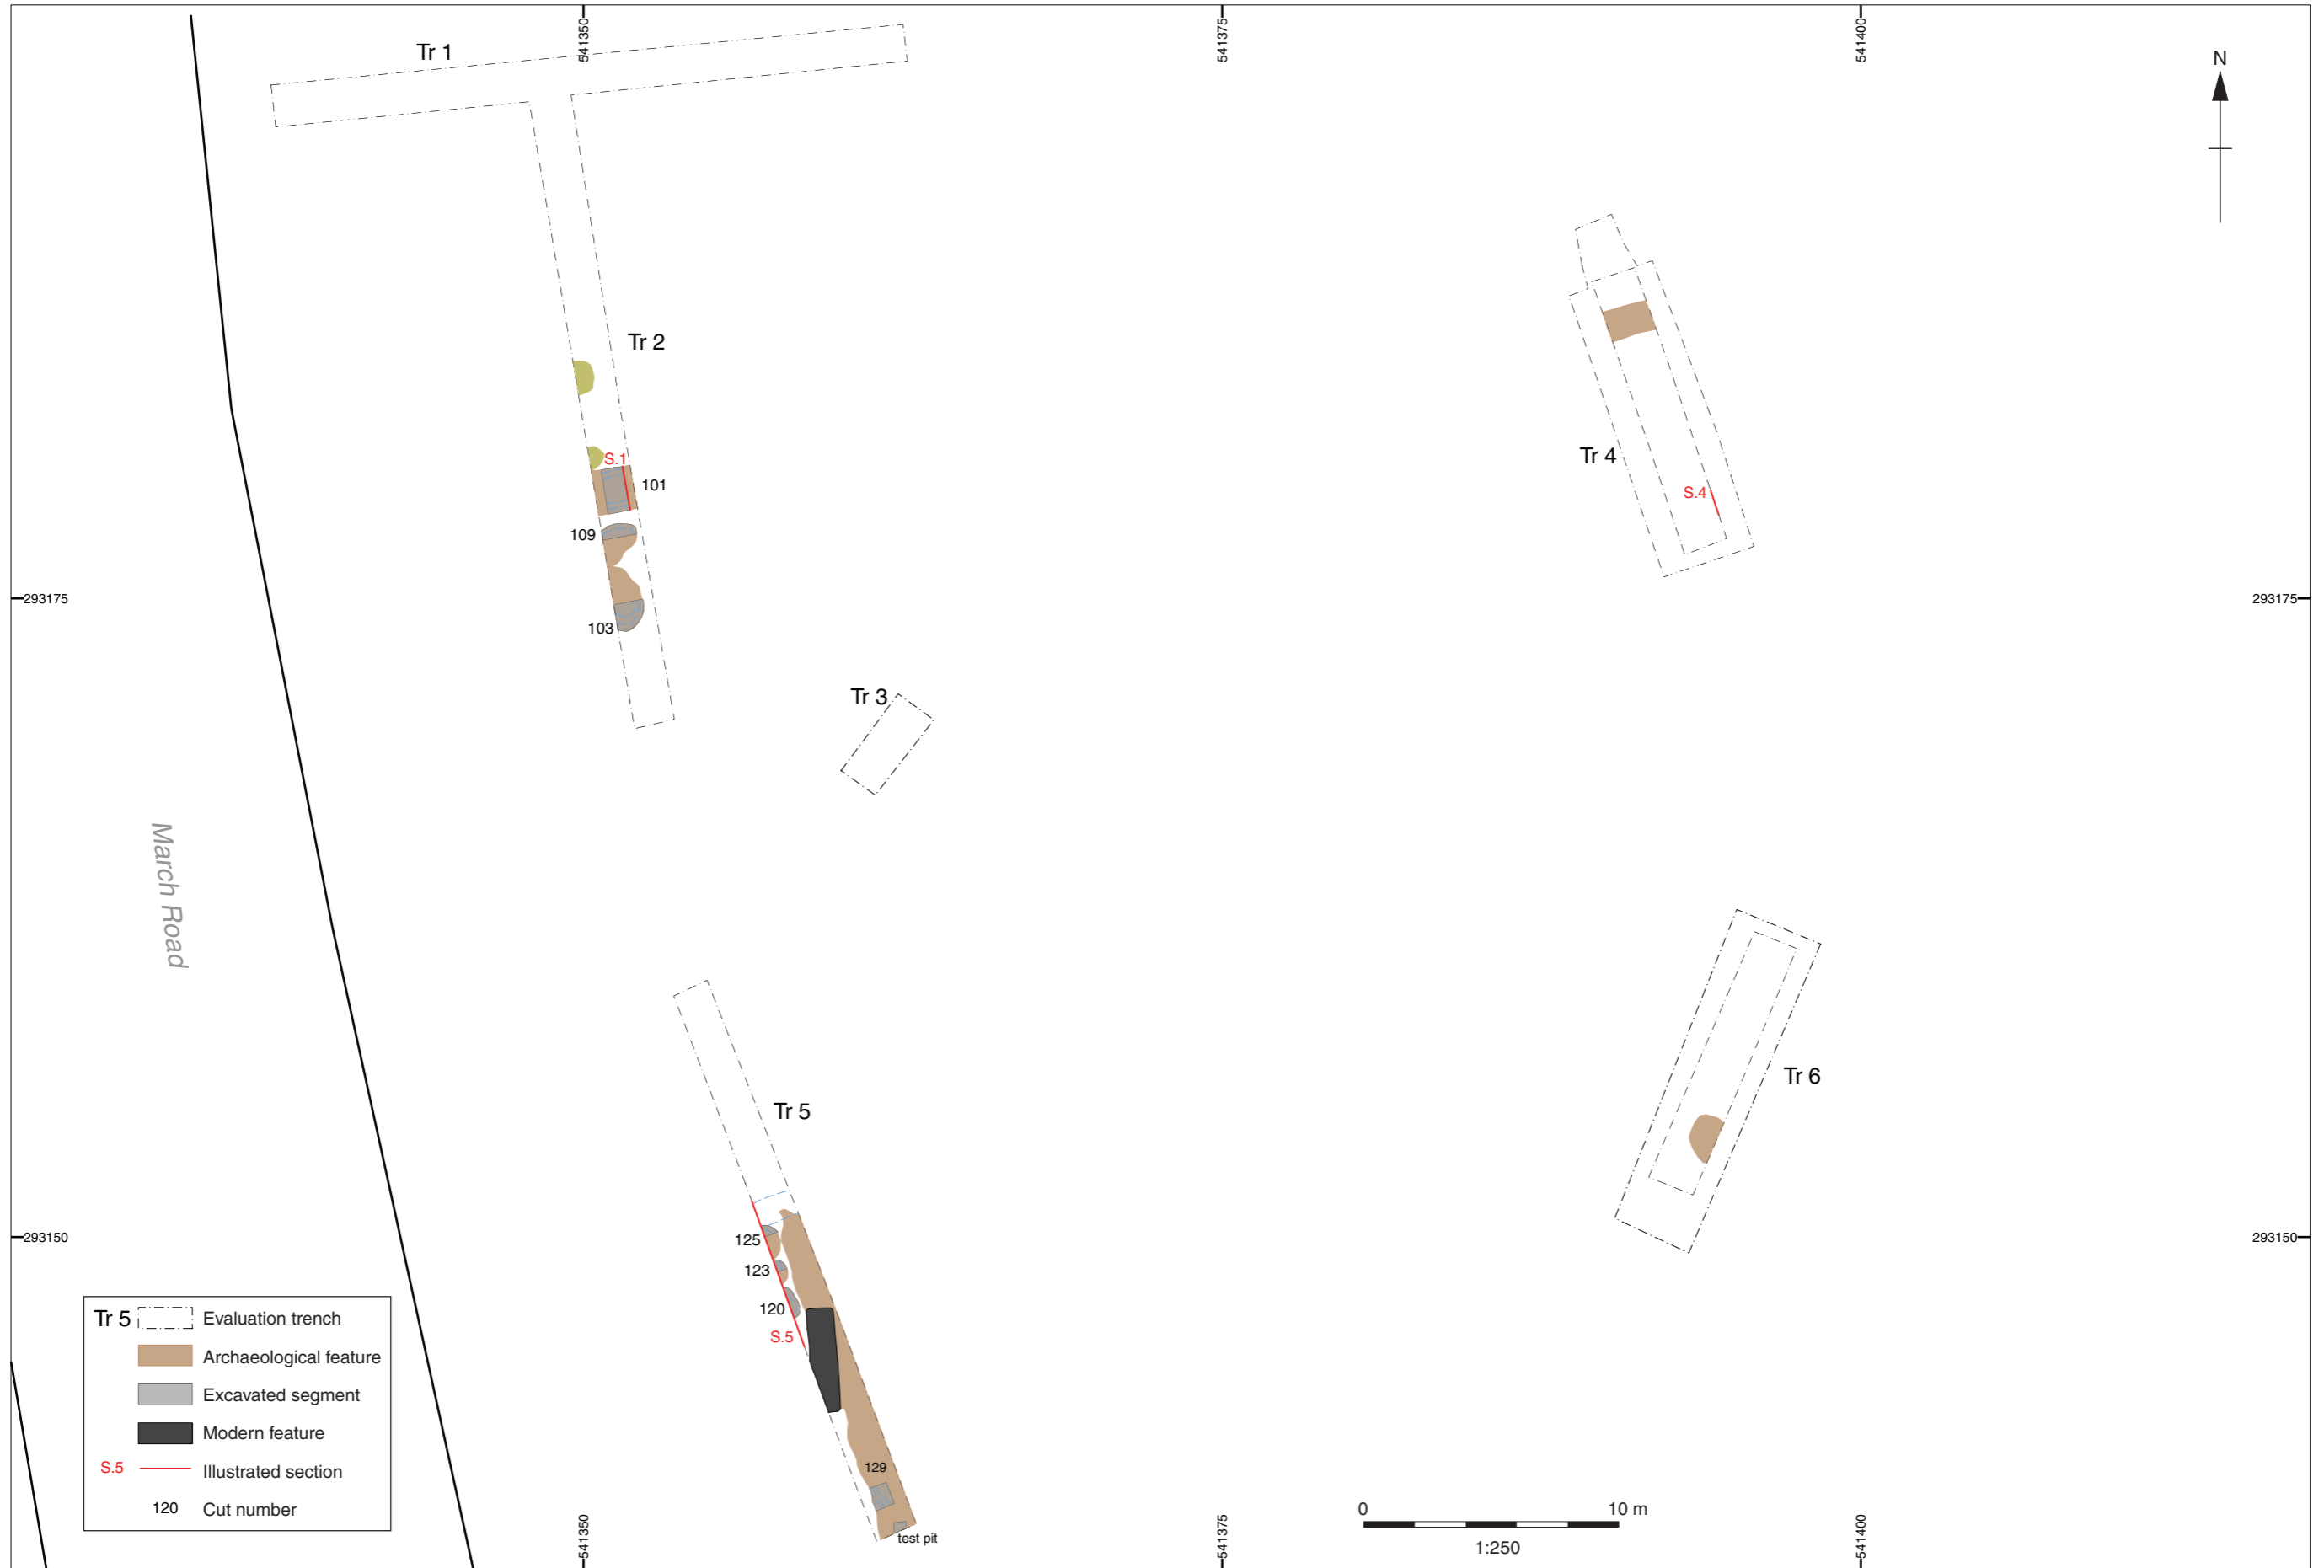 541350
541375
541400
Tr 1
N
Tr 2
S.1
101
Tr 4
S.4
109
293175
293175
103
Tr 3
March Road
Tr 6
Tr 5
125
293150
293150
123
120
S.5
129
test pit
Tr 5 Evaluation trench
Archaeological feature
Excavated segment
Modern feature
S.5 Illustrated section
120 Cut number
0 10 m
1:250
541350
541375
541400